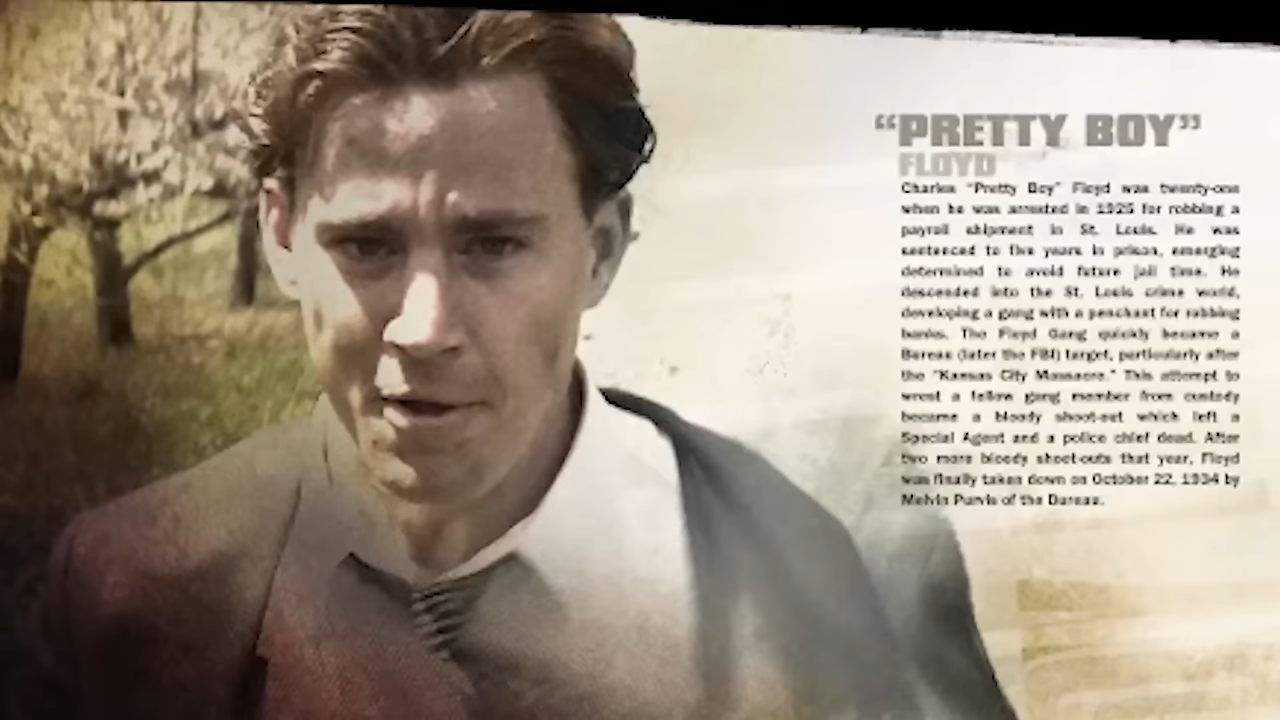 “PRETTY BOY”
FLOYD
Charles "Pretty Boy" Floyd was twenty-one
when he was arrested in 1925 for robbing a
payroll shipment in St. Louis. He was
sentenced to five years in prison, emerging
determined to avoid future jail time. He
descended into the St. Louis crime world,
developing a gang with a penchant for robbing
banks. The Floyd Gang quickly became a
Bureau (later the FBI) target, particularly after
the "Kansas City Massacre." This attempt to
wrest a fellow gang member from custody
became a bloody shoot-out which left a
Special Agent and a police chief dead. After
two more bloody shoot-outs that year, Floyd
was finally taken down on October 22, 1934 by
Melvin Purvis of the Bureau.